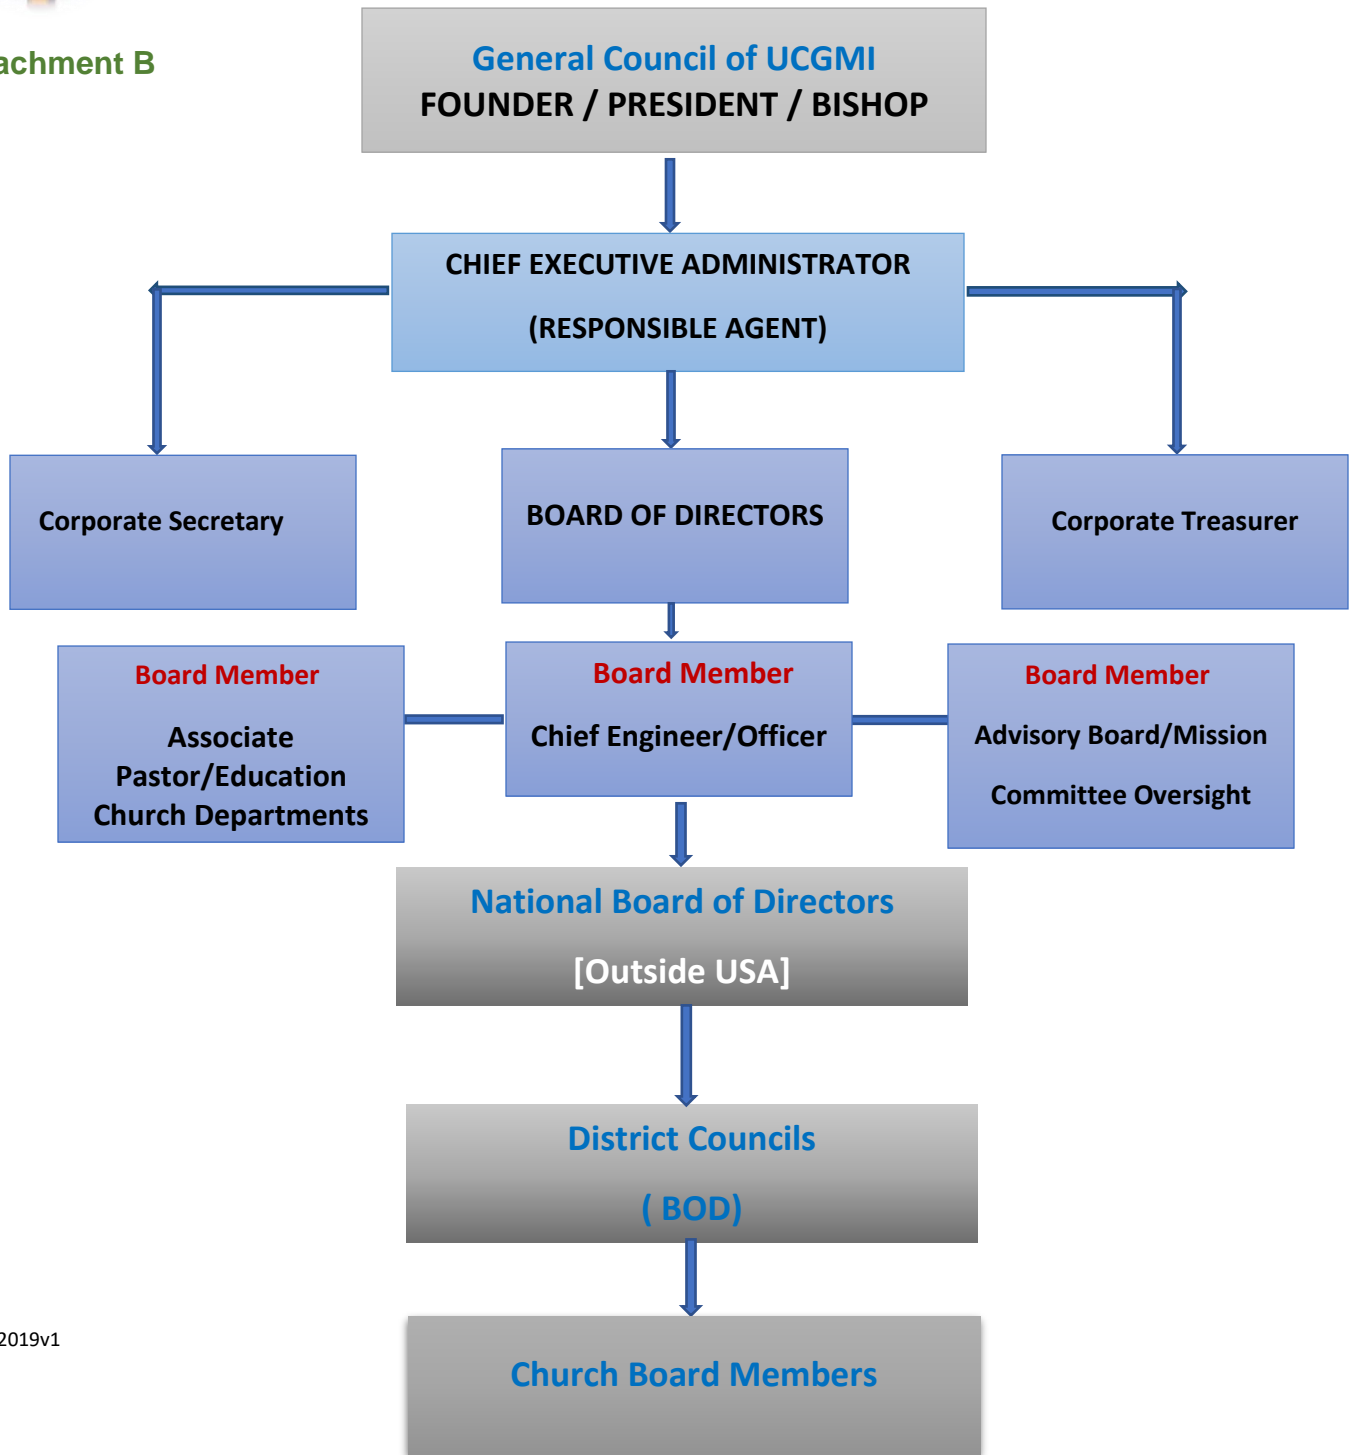 achment B
General Council of UCGMI
FOUNDER / PRESIDENT / BISHOP
CHIEF EXECUTIVE ADMINISTRATOR
(RESPONSIBLE AGENT)
Corporate Secretary
BOARD OF DIRECTORS
Corporate Treasurer
Board Member
Associate
Pastor/Education
Church Departments
Board Member
Chief Engineer/Officer
Board Member
Advisory Board/Mission
Committee Oversight
National Board of Directors
[Outside USA]
District Councils
( BOD)
2019v1
Church Board Members